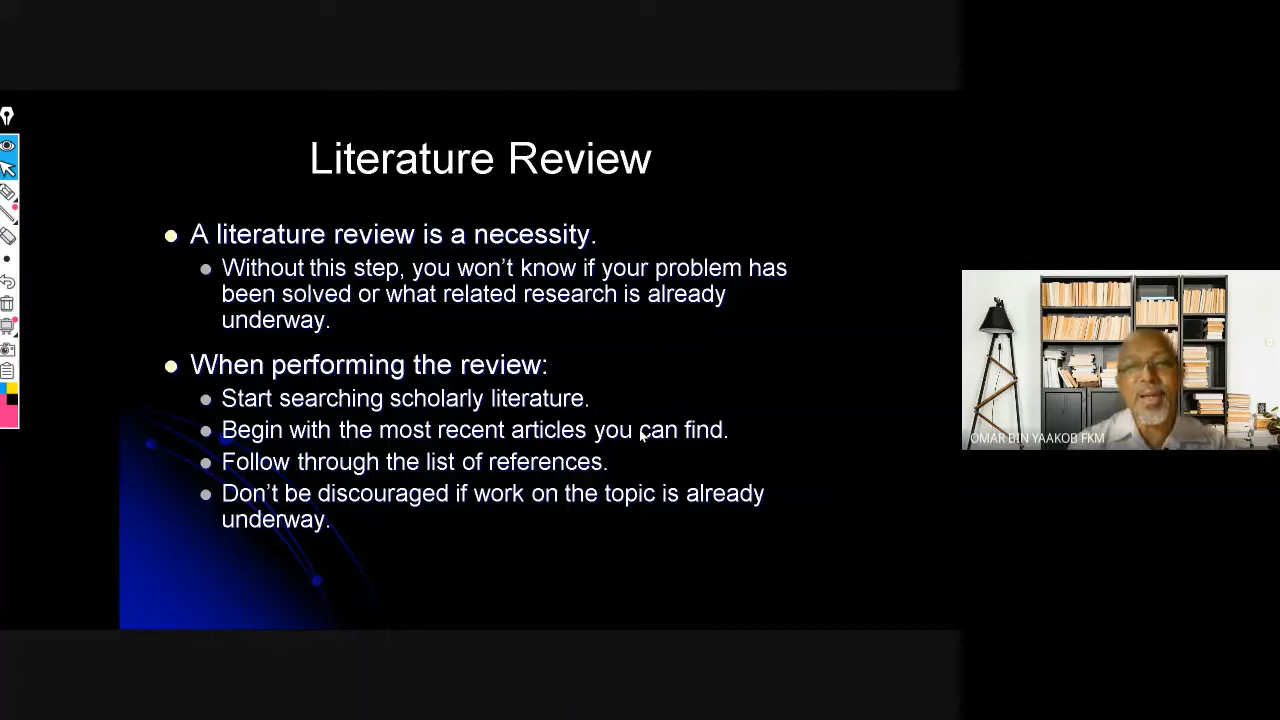 Literature Review
A literature review is a necessity.
Without this step, you won't know if your problem has
been solved or what related research is already
underway.
When performing the review:
Start searching scholarly literature.
Begin with the most recent articles you can find.
Follow through the list of references.
Don't be discouraged if work on the topic is already
underway.
OMAR BIN YAAKOB FKM